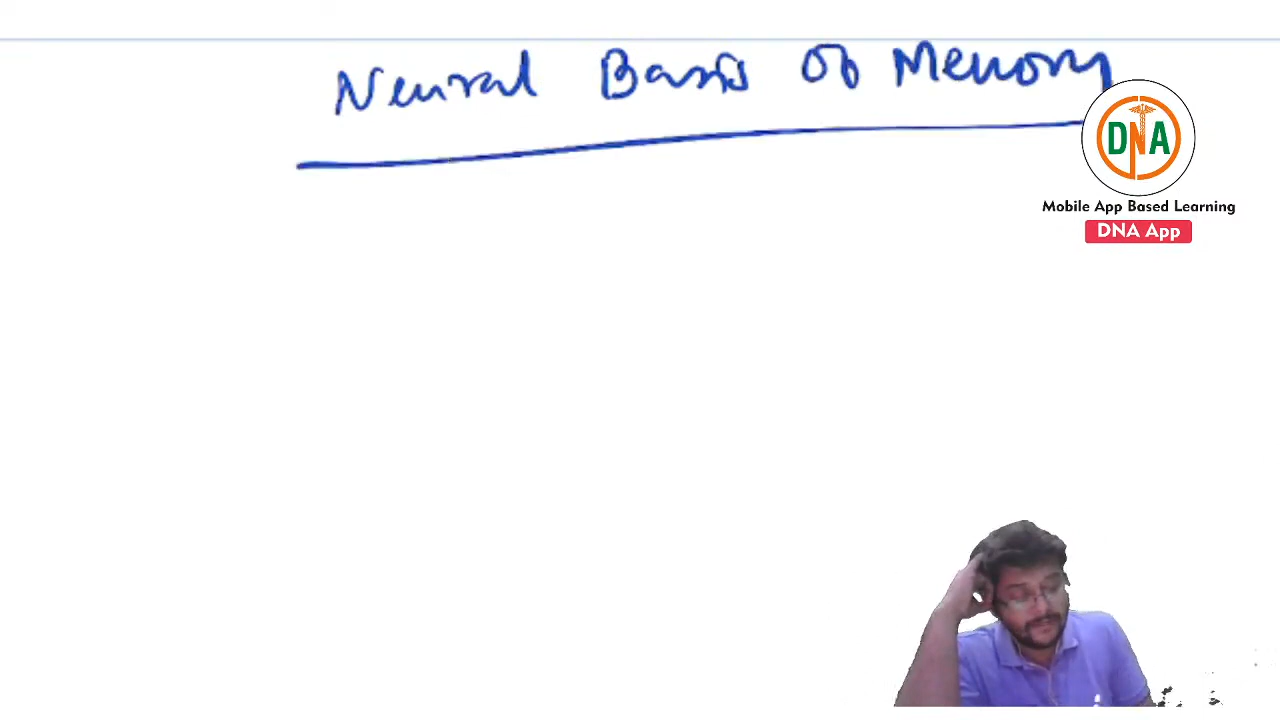 Neural Basis of Memory
DNA
Mobile App Based Learning
DNA App